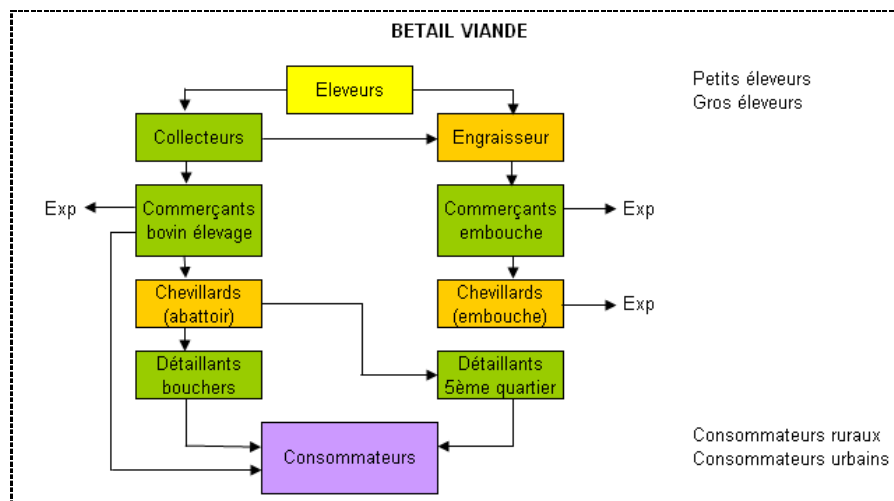 BETAIL VIANDE
Eleveurs
Petits éleveurs
Gros éleveurs
Collecteurs
Engraisseur
Exp
Commerçants
bovin élevage
Commerçants
embouche
Exp
Chevillards
(abattoir)
Chevillards
(embouche)
Exp
Détaillants
bouchers
Détaillants
5ème quartier
Consommateurs
Consommateurs ruraux
Consommateurs urbains